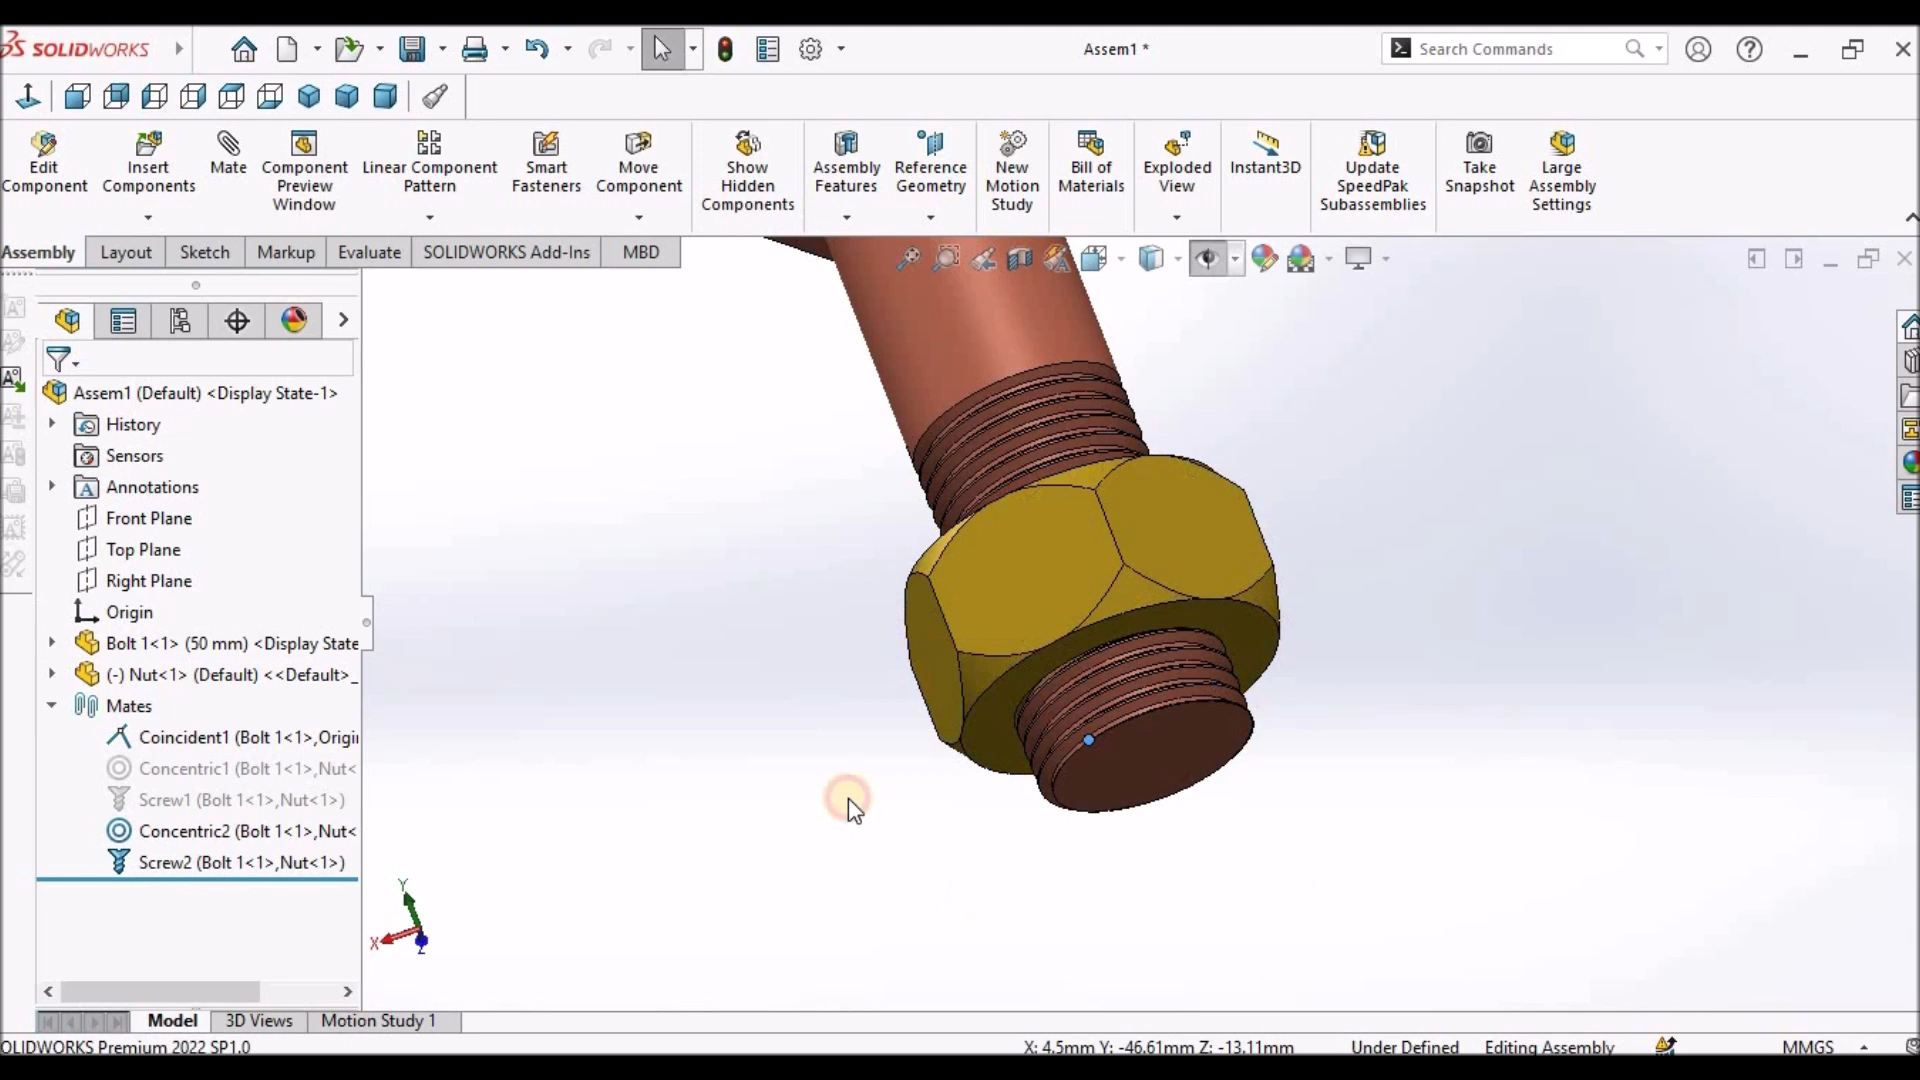 SOLIDWORKS
Assem1 *
Search Commands
Edit Component
Insert Components
Mate
Component Preview Window
Linear Component Pattern
Smart Fasteners
Move Component
Show Hidden Components
Assembly Features
Reference Geometry
New Motion Study
Bill of Materials
Exploded View
Instant3D
Update SpeedPak Subassemblies
Take Snapshot
Large Assembly Settings
Assembly
Layout
Sketch
Markup
Evaluate
SOLIDWORKS Add-Ins
MBD
Assem1 (Default) <Display State-1>
History
Sensors
Annotations
Front Plane
Top Plane
Right Plane
Origin
Bolt 1<1> (50 mm) <Display State
(-) Nut<1> (Default) <<Default>_
Mates
Coincident1 (Bolt 1<1>,Origi
Concentric1 (Bolt 1<1>,Nut<
Screw1 (Bolt 1<1>,Nut<1>)
Concentric2 (Bolt 1<1>,Nut<
Screw2 (Bolt 1<1>,Nut<1>)
Y
X
Z
Model
3D Views
Motion Study 1
OLIDWORKS Premium 2022 SP1.0
X: 4.5mm Y: -46.61mm Z: -13.11mm
Under Defined
Editing Assembly
MMGS